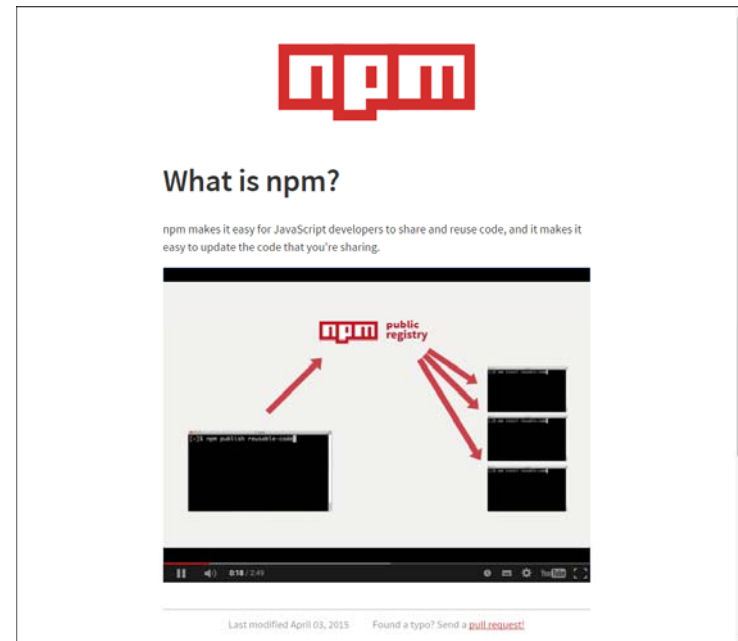 npm
What is npm?
npm makes it easy for JavaScript developers to share and reuse code, and it makes it
easy to update the code that you're sharing.
npm public
registry
[~]$ npm publish reusable-code
0:18 / 2:49
YouTube
Last modified April 03, 2015 Found a typo? Send a pull request!